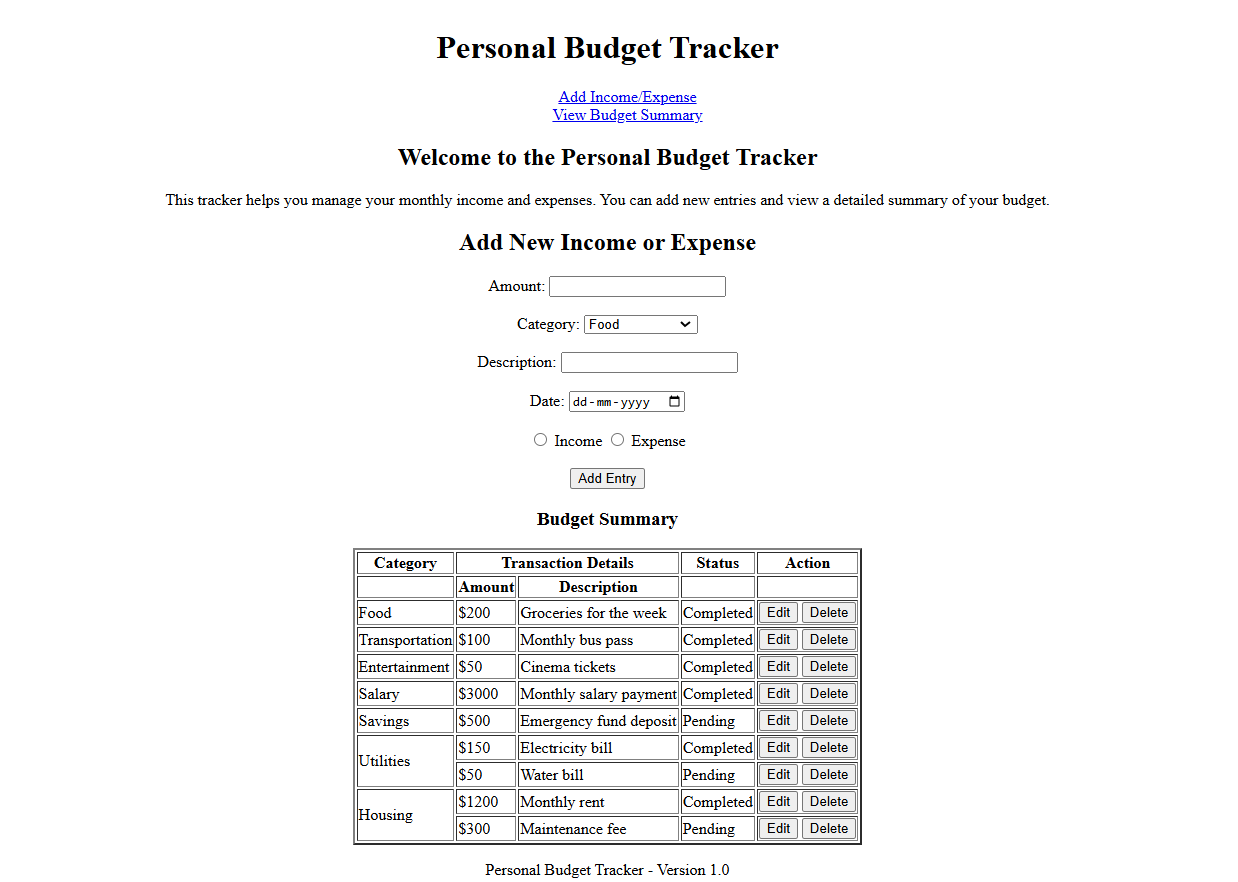 Personal Budget Tracker
Add Income/Expense
View Budget Summary
Welcome to the Personal Budget Tracker
This tracker helps you manage your monthly income and expenses. You can add new entries and view a detailed summary of your budget.
Add New Income or Expense
Amount:
Category: Food
Description:
Date: dd-mm-yyyy
Income Expense
Add Entry
Budget Summary
Category Transaction Details Status Action
Amount Description
Food $200 Groceries for the week Completed Edit Delete
Transportation $100 Monthly bus pass Completed Edit Delete
Entertainment $50 Cinema tickets Completed Edit Delete
Salary $3000 Monthly salary payment Completed Edit Delete
Savings $500 Emergency fund deposit Pending Edit Delete
Utilities $150 Electricity bill Completed Edit Delete
$50 Water bill Pending Edit Delete
Housing $1200 Monthly rent Completed Edit Delete
$300 Maintenance fee Pending Edit Delete
Personal Budget Tracker - Version 1.0